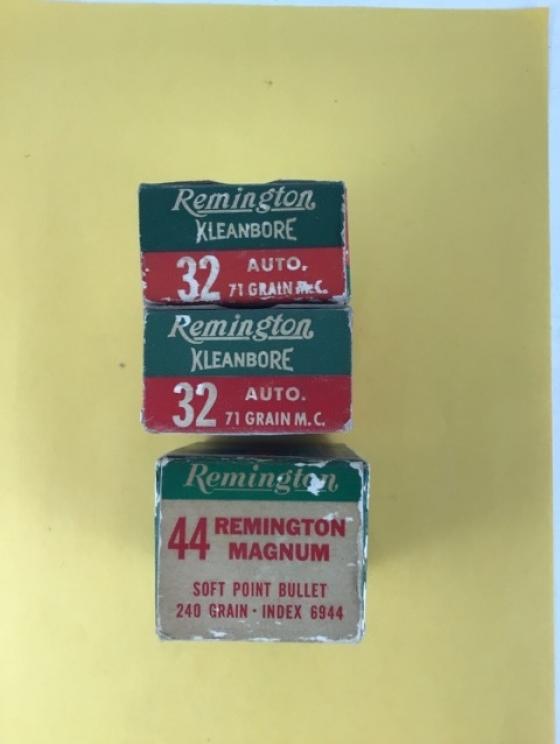 Remington
KLEANBORE
32 AUTO.
71 GRAIN M.C.
Remington
KLEANBORE
32 AUTO.
71 GRAIN M.C.
Remington
44 REMINGTON
MAGNUM
SOFT POINT BULLET
240 GRAIN · INDEX 6944